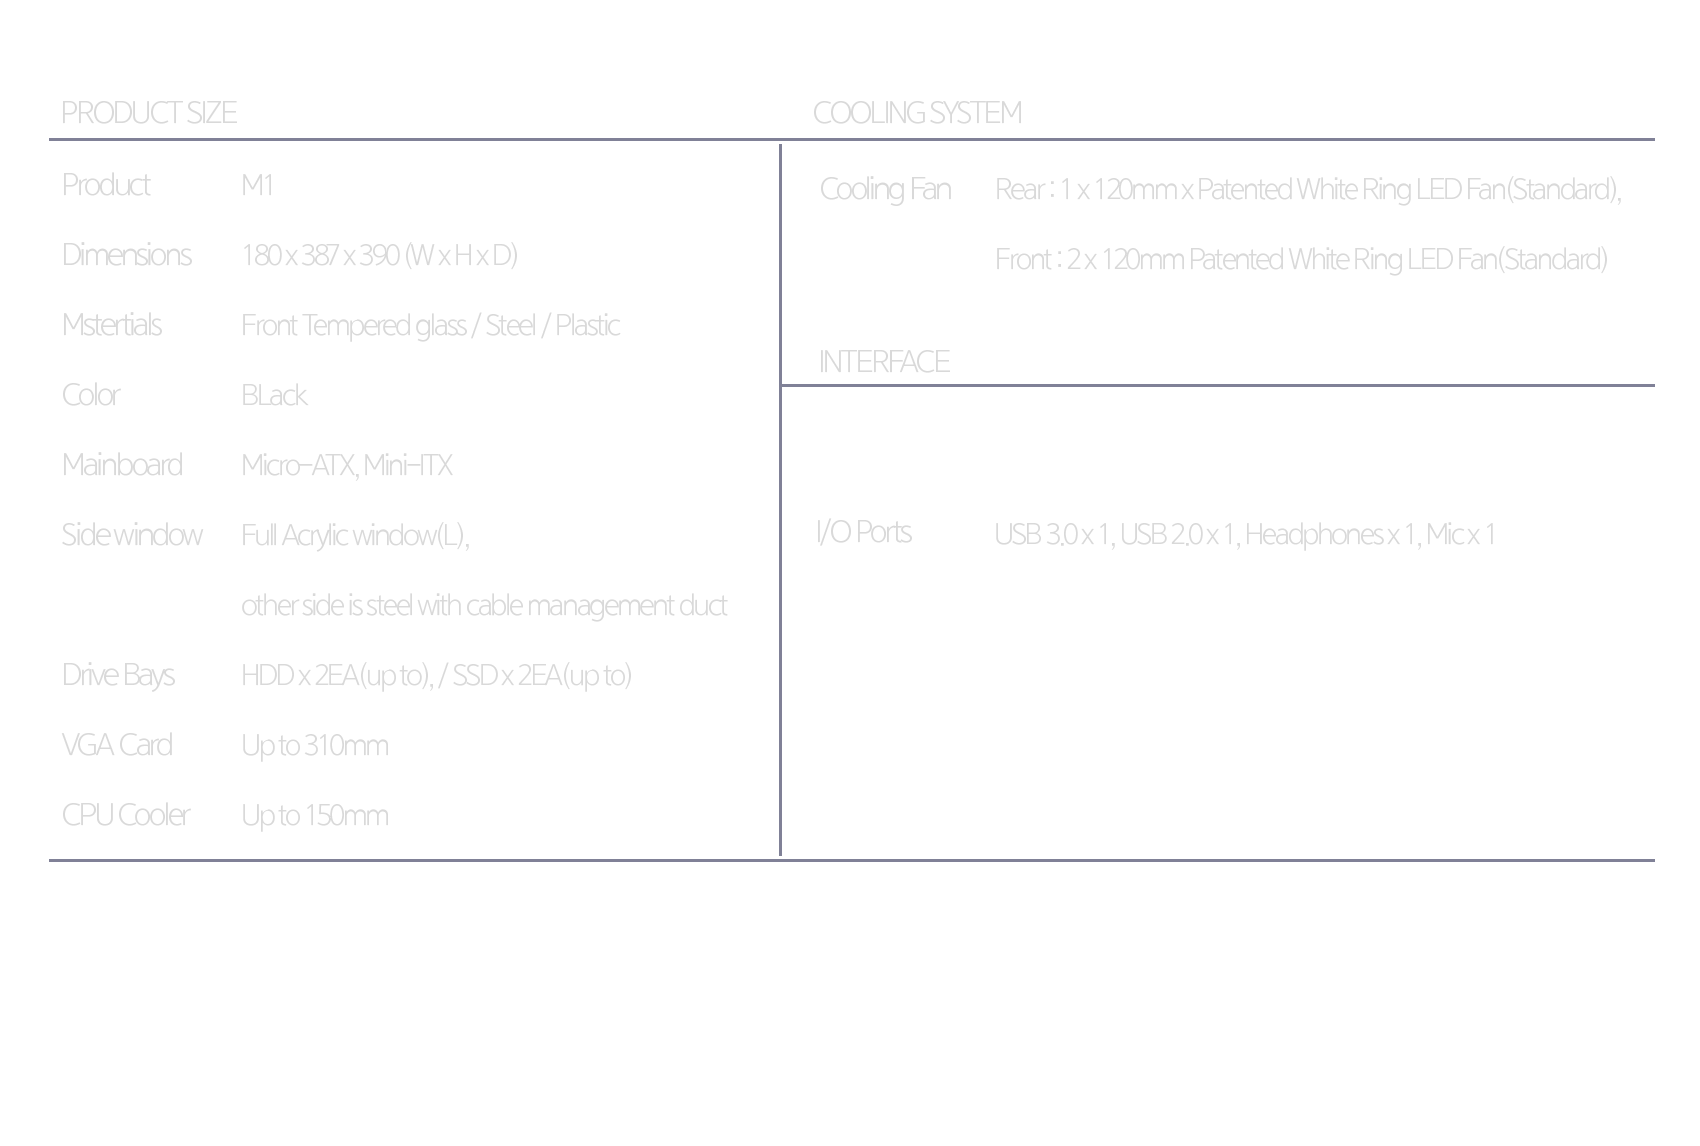 PRODUCT SIZE
Product M1
Dimensions 180 x 387 x 390 (W x H x D)
Mstertials Front Tempered glass / Steel / Plastic
Color BLack
Mainboard Micro-ATX, Mini-ITX
Side window Full Acrylic window(L),
other side is steel with cable management duct
Drive Bays HDD x 2EA(up to), / SSD x 2EA(up to)
VGA Card Up to 310mm
CPU Cooler Up to 150mm
COOLING SYSTEM
Cooling Fan Rear : 1 x 120mm x Patented White Ring LED Fan(Standard),
Front : 2 x 120mm Patented White Ring LED Fan(Standard)
INTERFACE
I/O Ports USB 3.0 x 1, USB 2.0 x 1, Headphones x 1, Mic x 1